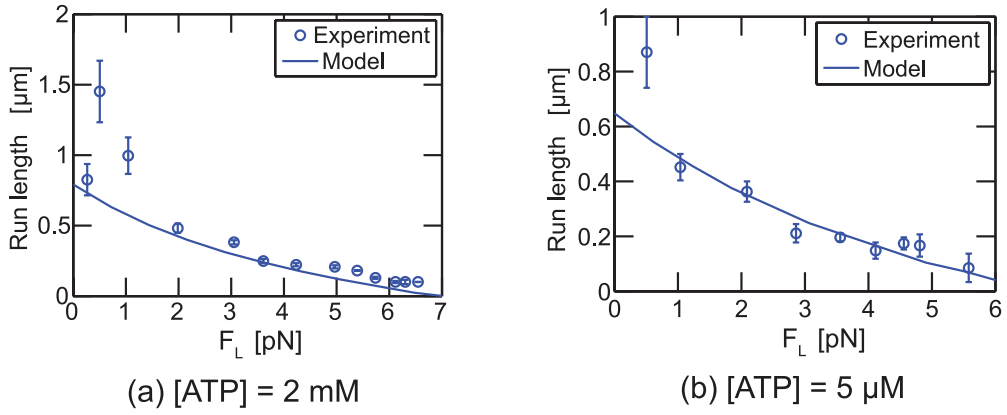 2
1.5
1
0.5
0
Run length [μm]
Experiment
Model
0 1 2 3 4 5 6 7
F_L [pN]
(a) [ATP] = 2 mM
1
0.8
0.6
0.4
0.2
0
Run length [μm]
Experiment
Model
0 1 2 3 4 5 6
F_L [pN]
(b) [ATP] = 5 μM